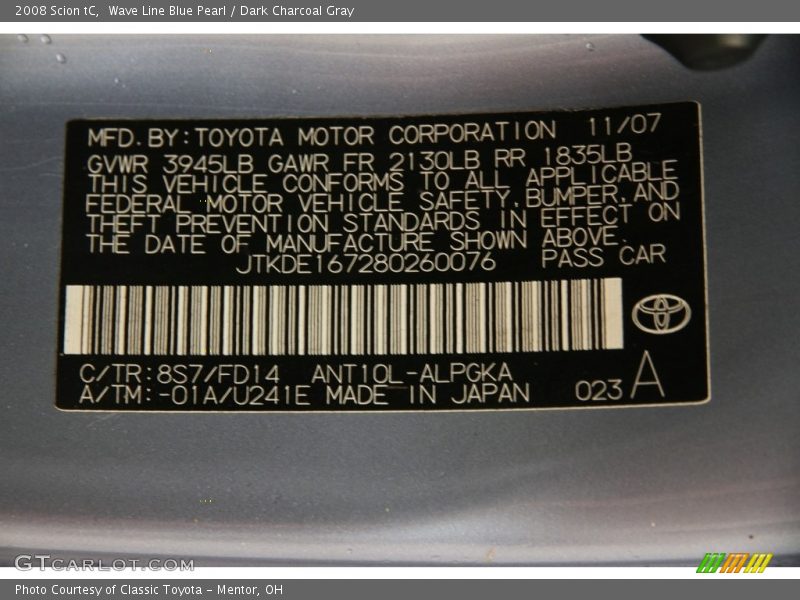 2008 Scion tC, Wave Line Blue Pearl / Dark Charcoal Gray
MFD. BY: TOYOTA MOTOR CORPORATION 11/07
GVWR 3945LB GAWR FR 2130LB RR 1835LB
THIS VEHICLE CONFORMS TO ALL APPLICABLE
FEDERAL MOTOR VEHICLE SAFETY, BUMPER, AND
THEFT PREVENTION STANDARDS IN EFFECT ON
THE DATE OF MANUFACTURE SHOWN ABOVE.
JTKDE167280260076 PASS CAR
C/TR: 8S7/FD14 ANT10L-ALPGKA
A/TM: -01A/U241E MADE IN JAPAN 023 A
GTCARLOT.COM
Photo Courtesy of Classic Toyota - Mentor, OH